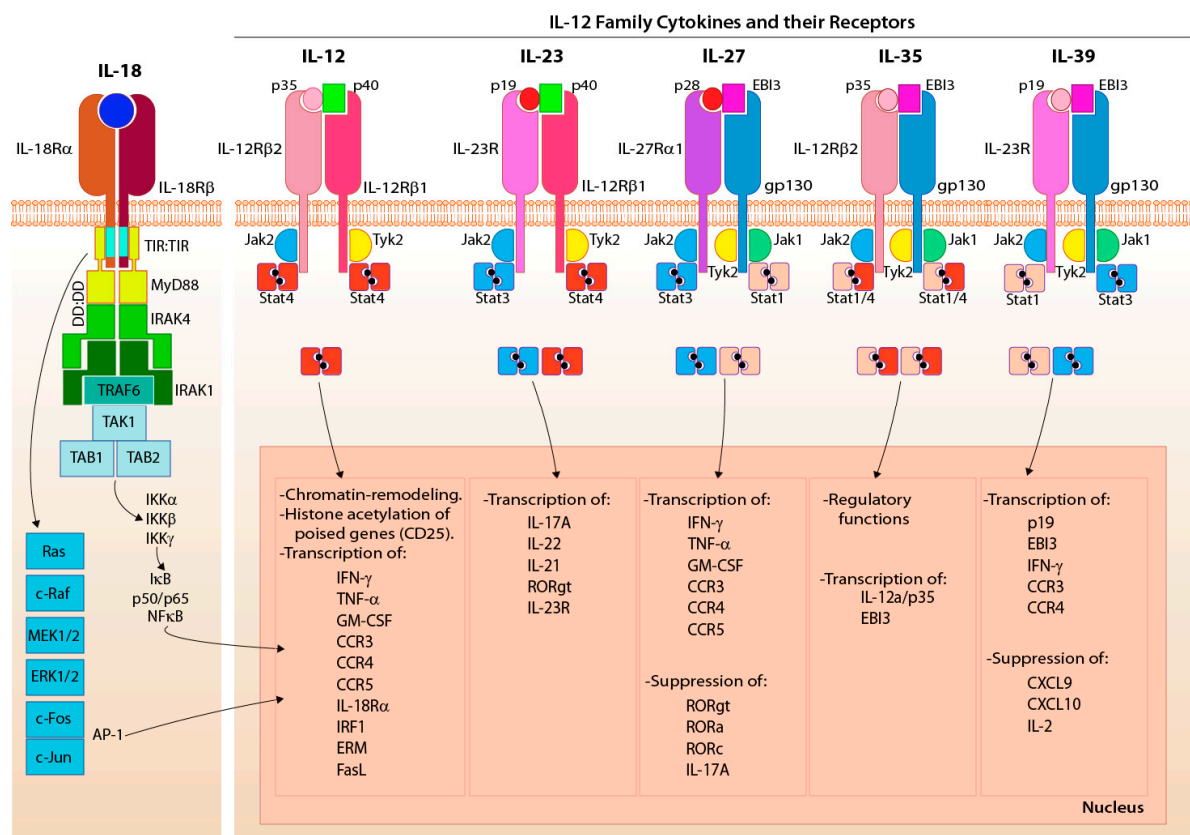 IL-12 Family Cytokines and their Receptors
IL-18
IL-18Rα
IL-18Rβ
TIR:TIR
DD:DD
MyD88
IRAK4
TRAF6
IRAK1
TAK1
TAB1
TAB2
IKKα
IKKβ
IKKγ
IκB
p50/p65
NFκB
Ras
c-Raf
MEK1/2
ERK1/2
c-Fos
c-Jun
AP-1
IL-12
p35
p40
IL-12Rβ2
IL-12Rβ1
Jak2
Tyk2
Stat4
Stat4
IL-23
p19
p40
IL-23R
IL-12Rβ1
Jak2
Tyk2
Stat3
Stat4
IL-27
p28
EBI3
IL-27Rα1
gp130
Jak2
Jak1
Tyk2
Stat3
Stat1
IL-35
p35
EBI3
IL-12Rβ2
gp130
Jak2
Jak1
Tyk2
Stat1/4
Stat1/4
IL-39
p19
EBI3
IL-23R
gp130
Jak2
Jak1
Tyk2
Stat1
Stat3
-Chromatin-remodeling.
-Histone acetylation of
poised genes (CD25).
-Transcription of:
IFN-γ
TNF-α
GM-CSF
CCR3
CCR4
CCR5
IL-18Rα
IRF1
ERM
FasL
-Transcription of:
IL-17A
IL-22
IL-21
RORgt
IL-23R
-Transcription of:
IFN-γ
TNF-α
GM-CSF
CCR3
CCR4
CCR5
-Suppression of:
RORgt
RORa
RORc
IL-17A
-Regulatory
functions
-Transcription of:
IL-12a/p35
EBI3
-Transcription of:
p19
EBI3
IFN-γ
CCR3
CCR4
-Suppression of:
CXCL9
CXCL10
IL-2
Nucleus